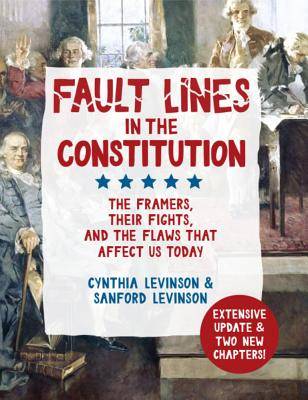 FAULT LINES
IN THE
CONSTITUTION
THE FRAMERS,
THEIR FIGHTS,
AND THE FLAWS THAT
AFFECT US TODAY
CYNTHIA LEVINSON &
SANFORD LEVINSON
EXTENSIVE
UPDATE &
TWO NEW
CHAPTERS!